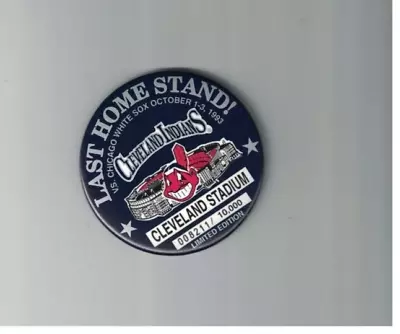 LAST HOME STAND!
VS. CHICAGO WHITE SOX OCTOBER 1-3, 1993
CLEVELAND INDIANS
CLEVELAND STADIUM
008211/ 10,000
LIMITED EDITION